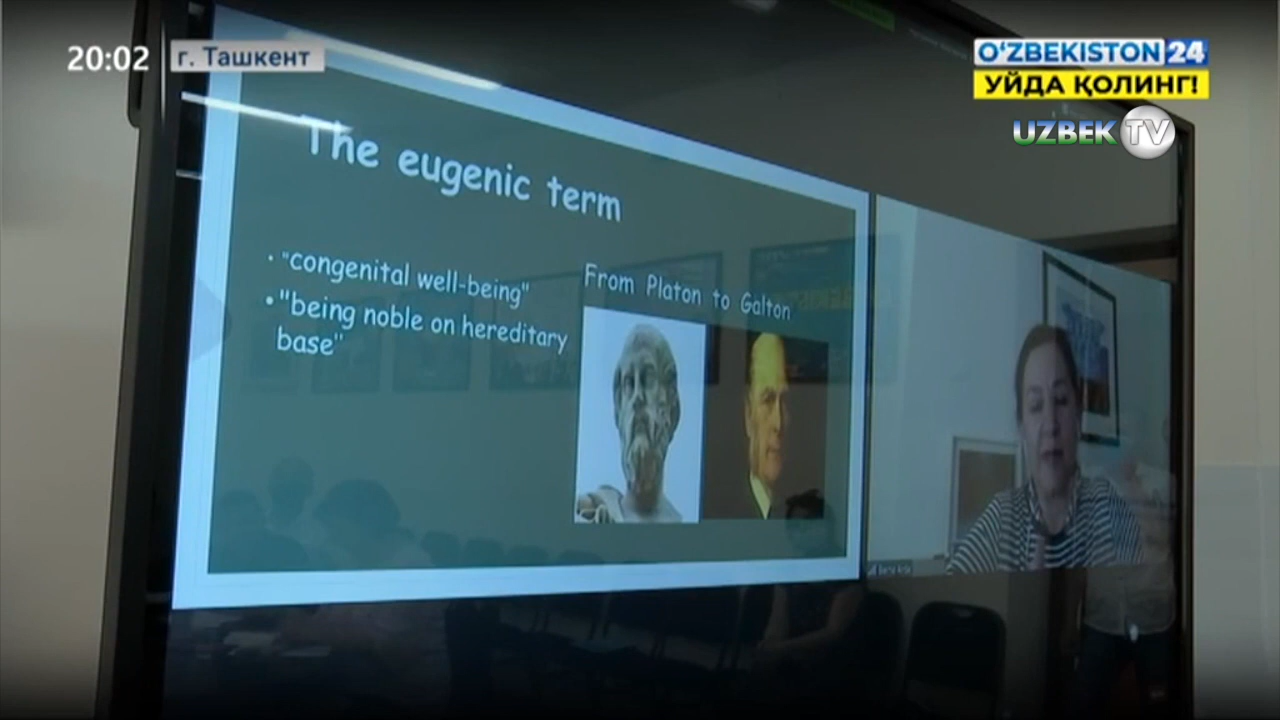 20:02
г. Ташкент
O‘ZBEKISTON 24
УЙДА ҚОЛИНГ!
UZBEK TV
The eugenic term
• "congenital well-being"
• "being noble on hereditary
base"
From Platon to Galton